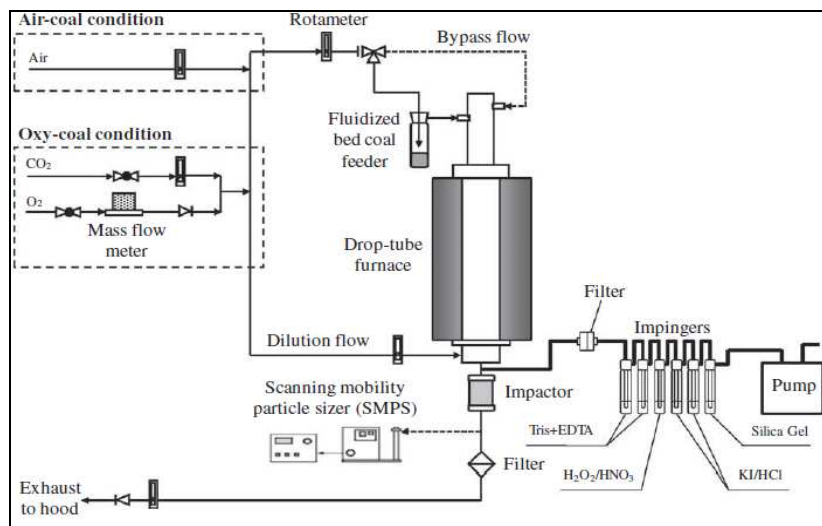 Air-coal condition
Air
Oxy-coal condition
CO₂
O₂
Mass flow
meter
Rotameter
Bypass flow
Fluidized
bed coal
feeder
Drop-tube
furnace
Dilution flow
Filter
Impingers
Pump
Impactor
Scanning mobility
particle sizer (SMPS)
Tris+EDTA
Silica Gel
H₂O₂/HNO₃
KI/HCl
Filter
Exhaust
to hood